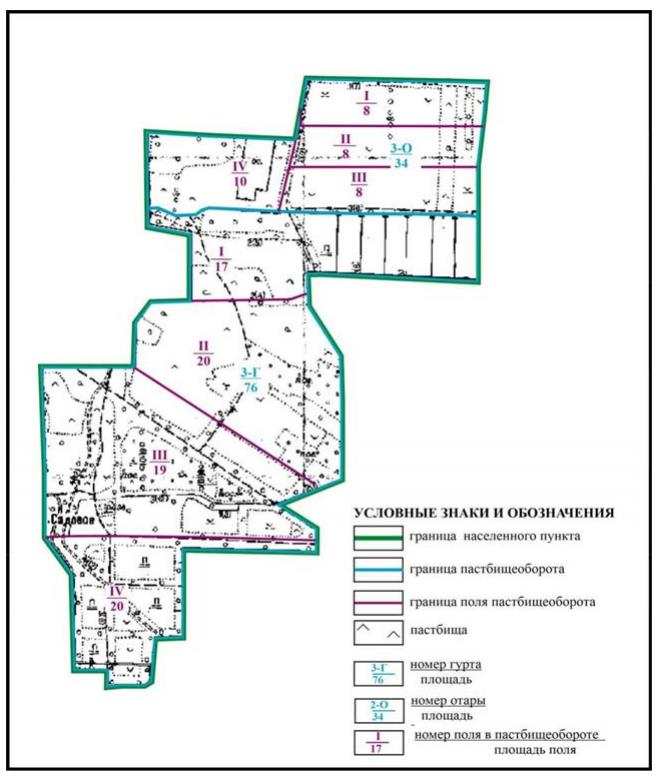 I
8
II
8
3-О
34
III
8
IV
10
I
17
II
20
3-Г
76
III
19
Садовое
IV
20
П
П
П
П
УСЛОВНЫЕ ЗНАКИ И ОБОЗНАЧЕНИЯ
граница населенного пункта
граница пастбищеоборота
граница поля пастбищеоборота
пастбища
3-Г
76
номер гурта
площадь
2-О
34
номер отары
площадь
I
17
номер поля в пастбищеобороте
площадь поля